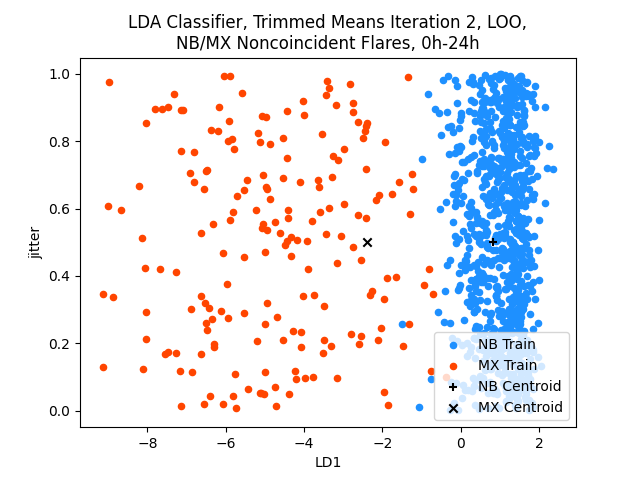 LDA Classifier, Trimmed Means Iteration 2, LOO,
NB/MX Noncoincident Flares, 0h-24h
1.0
0.8
0.6
0.4
0.2
0.0
jitter
−8
−6
−4
−2
0
2
LD1
NB Train
MX Train
NB Centroid
MX Centroid